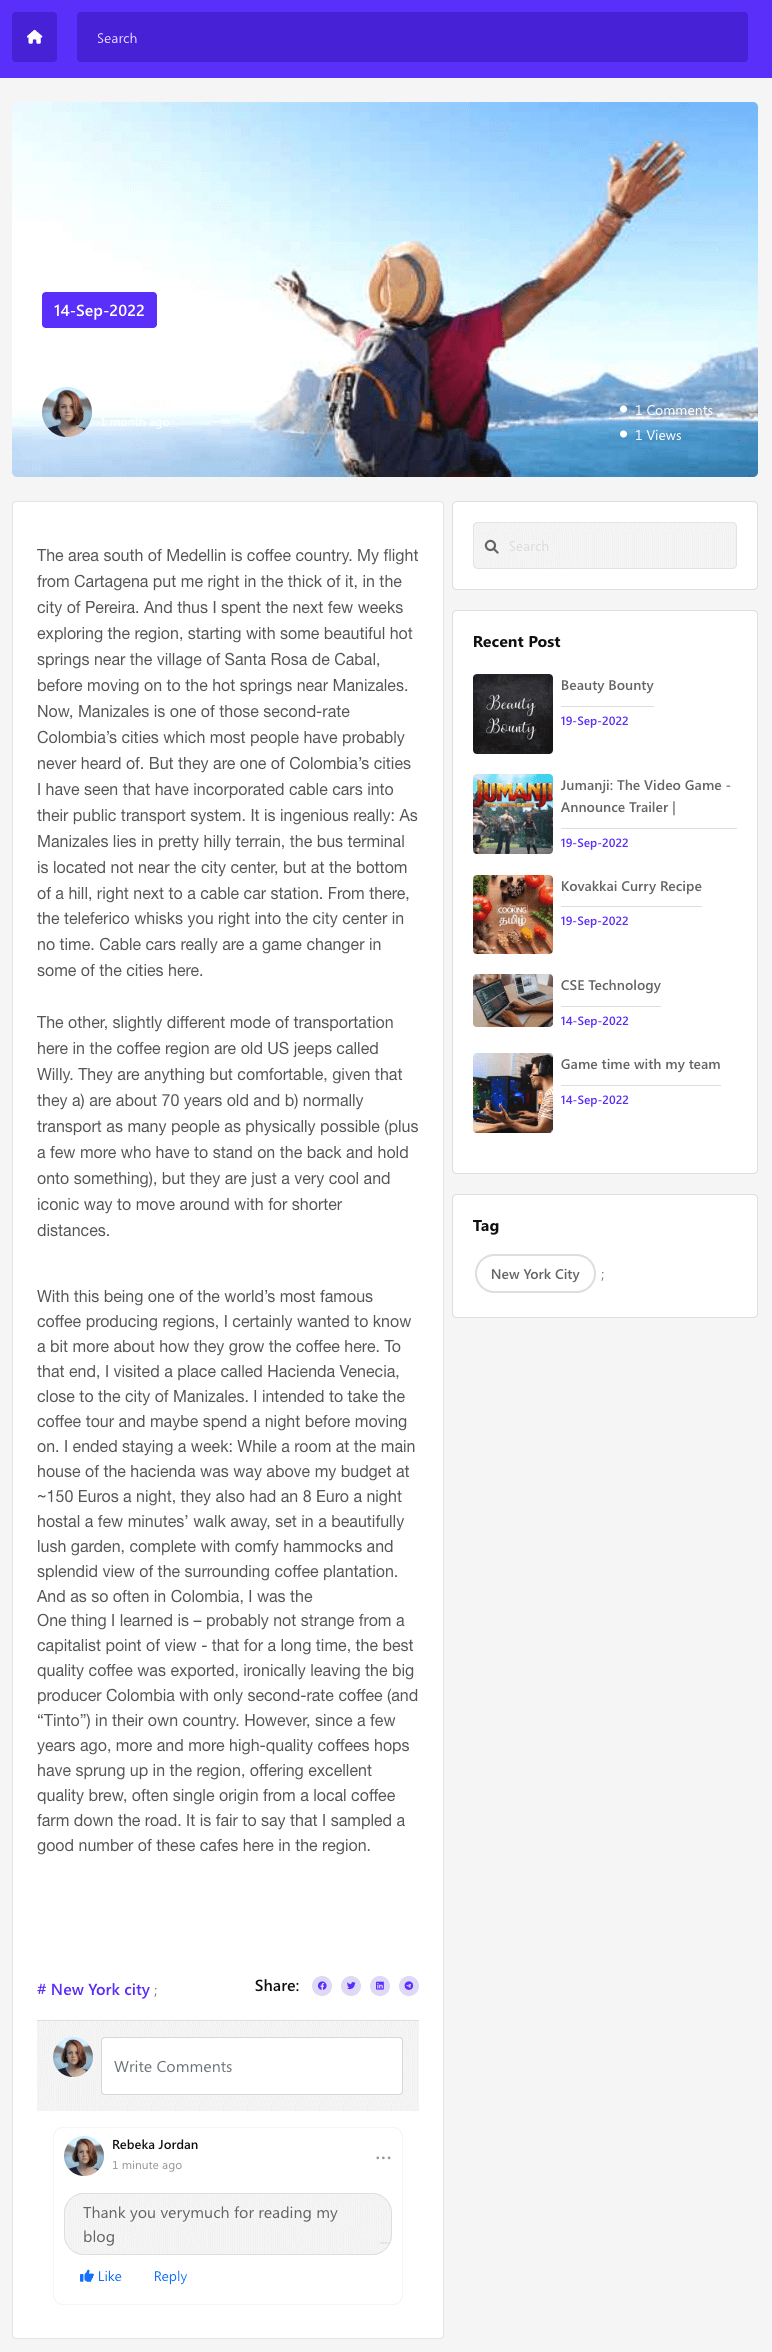 Search
14-Sep-2022
1 month ago
1 Comments
1 Views
The area south of Medellin is coffee country. My flight
from Cartagena put me right in the thick of it, in the
city of Pereira. And thus I spent the next few weeks
exploring the region, starting with some beautiful hot
springs near the village of Santa Rosa de Cabal,
before moving on to the hot springs near Manizales.
Now, Manizales is one of those second-rate
Colombia’s cities which most people have probably
never heard of. But they are one of Colombia’s cities
I have seen that have incorporated cable cars into
their public transport system. It is ingenious really: As
Manizales lies in pretty hilly terrain, the bus terminal
is located not near the city center, but at the bottom
of a hill, right next to a cable car station. From there,
the teleferico whisks you right into the city center in
no time. Cable cars really are a game changer in
some of the cities here.
The other, slightly different mode of transportation
here in the coffee region are old US jeeps called
Willy. They are anything but comfortable, given that
they a) are about 70 years old and b) normally
transport as many people as physically possible (plus
a few more who have to stand on the back and hold
onto something), but they are just a very cool and
iconic way to move around with for shorter
distances.
With this being one of the world’s most famous
coffee producing regions, I certainly wanted to know
a bit more about how they grow the coffee here. To
that end, I visited a place called Hacienda Venecia,
close to the city of Manizales. I intended to take the
coffee tour and maybe spend a night before moving
on. I ended staying a week: While a room at the main
house of the hacienda was way above my budget at
~150 Euros a night, they also had an 8 Euro a night
hostal a few minutes’ walk away, set in a beautifully
lush garden, complete with comfy hammocks and
splendid view of the surrounding coffee plantation.
And as so often in Colombia, I was the
One thing I learned is – probably not strange from a
capitalist point of view - that for a long time, the best
quality coffee was exported, ironically leaving the big
producer Colombia with only second-rate coffee (and
“Tinto”) in their own country. However, since a few
years ago, more and more high-quality coffees hops
have sprung up in the region, offering excellent
quality brew, often single origin from a local coffee
farm down the road. It is fair to say that I sampled a
good number of these cafes here in the region.
# New York city ;
Share:
Write Comments
Rebeka Jordan
1 minute ago
...
Thank you verymuch for reading my
blog
Like Reply
Search
Recent Post
Beauty
Bounty
Beauty Bounty
19-Sep-2022
JUMANJI
Jumanji: The Video Game -
Announce Trailer |
19-Sep-2022
COOKING
தமிழ்
Kovakkai Curry Recipe
19-Sep-2022
CSE Technology
14-Sep-2022
Game time with my team
14-Sep-2022
Tag
New York City ;